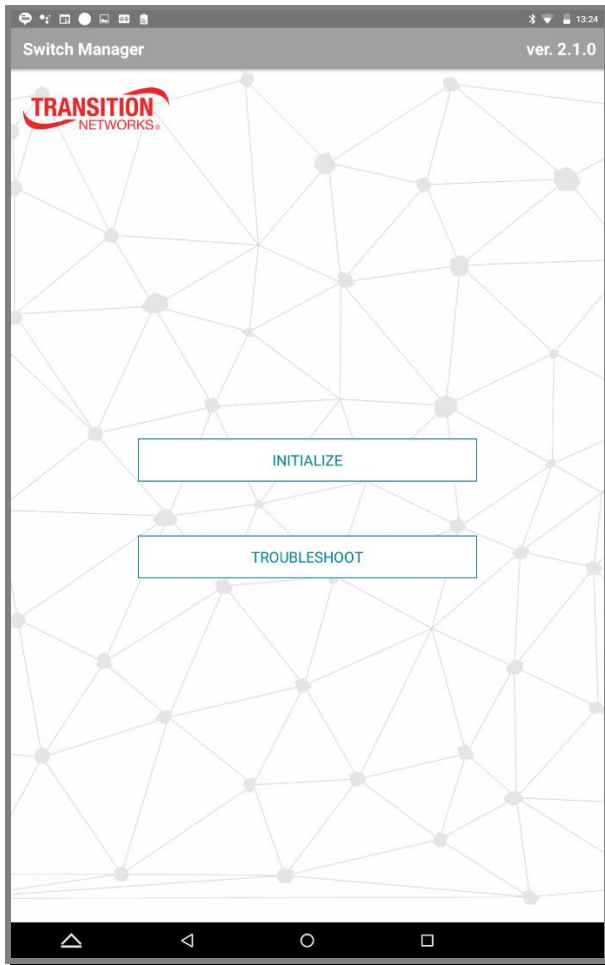 13:24
Switch Manager
ver. 2.1.0
TRANSITION
NETWORKS®
INITIALIZE
TROUBLESHOOT